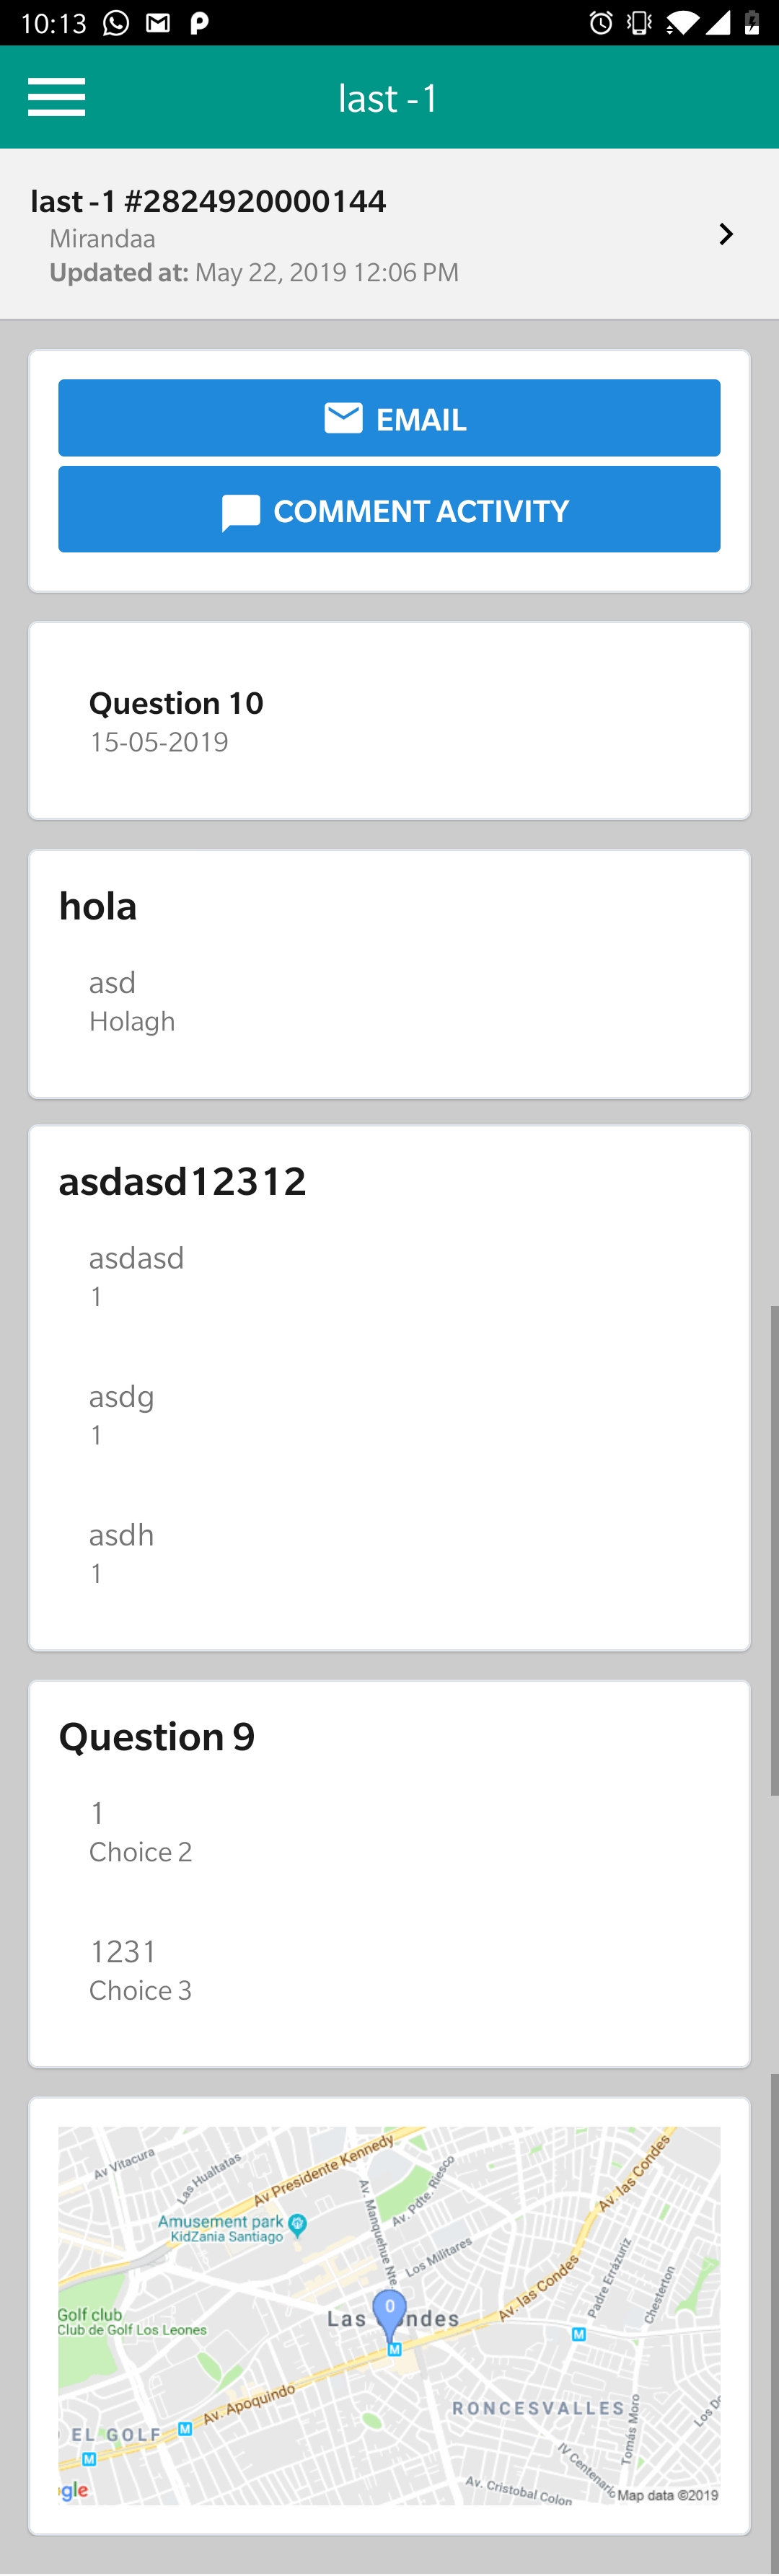 10:13
last -1
last -1 #2824920000144
Mirandaa
Updated at: May 22, 2019 12:06 PM
EMAIL
COMMENT ACTIVITY
Question 10
15-05-2019
hola
asd
Holagh
asdasd12312
asdasd
1
asdg
1
asdh
1
Question 9
1
Choice 2
1231
Choice 3
Av Vitacura
Las Hualtatas
Av Presidente Kennedy
Av. Manquehue Nte
Av. Pdte. Riesco
Av. las Condes
Amusement park
KidZania Santiago
Los Militares
Padre Errázuriz
Chesterton
Av. las Condes
0
Golf club
Club de Golf Los Leones
Las ndes
M
M
Av. Apoquindo
RONCESVALLES
Tomás Moro
EL GOLF
M
M
IV Centenario
Av. Cristobal Colon
gle
Map data ©2019